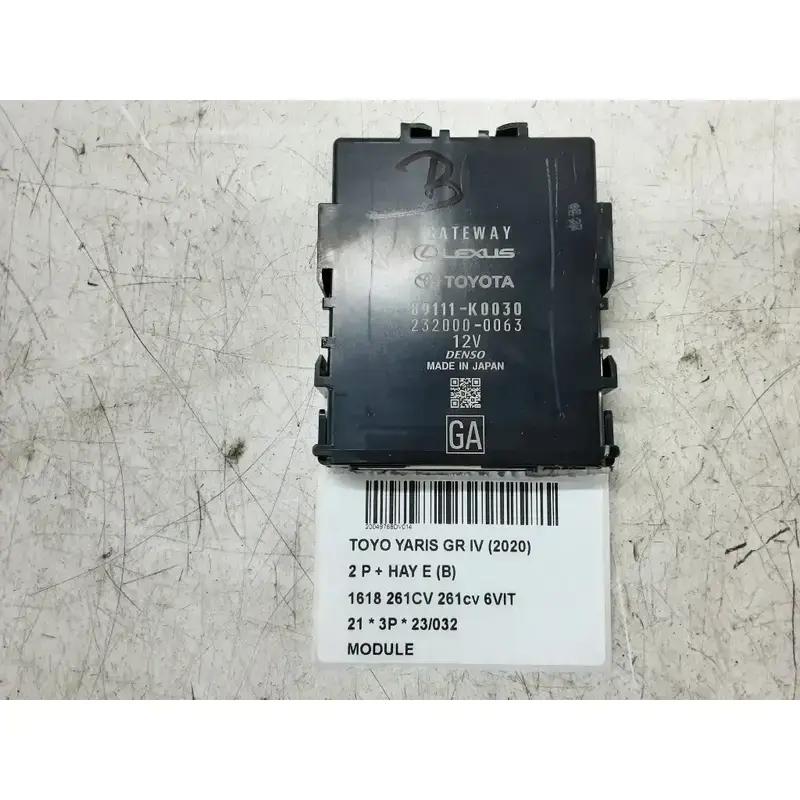 B
GATEWAY
LEXUS
TOYOTA
89111-K0030
232000-0063
12V
DENSO
MADE IN JAPAN
GA
TOYO YARIS GR IV (2020)
2 P + HAY E (B)
1618 261CV 261cv 6VIT
21 * 3P * 23/032
MODULE